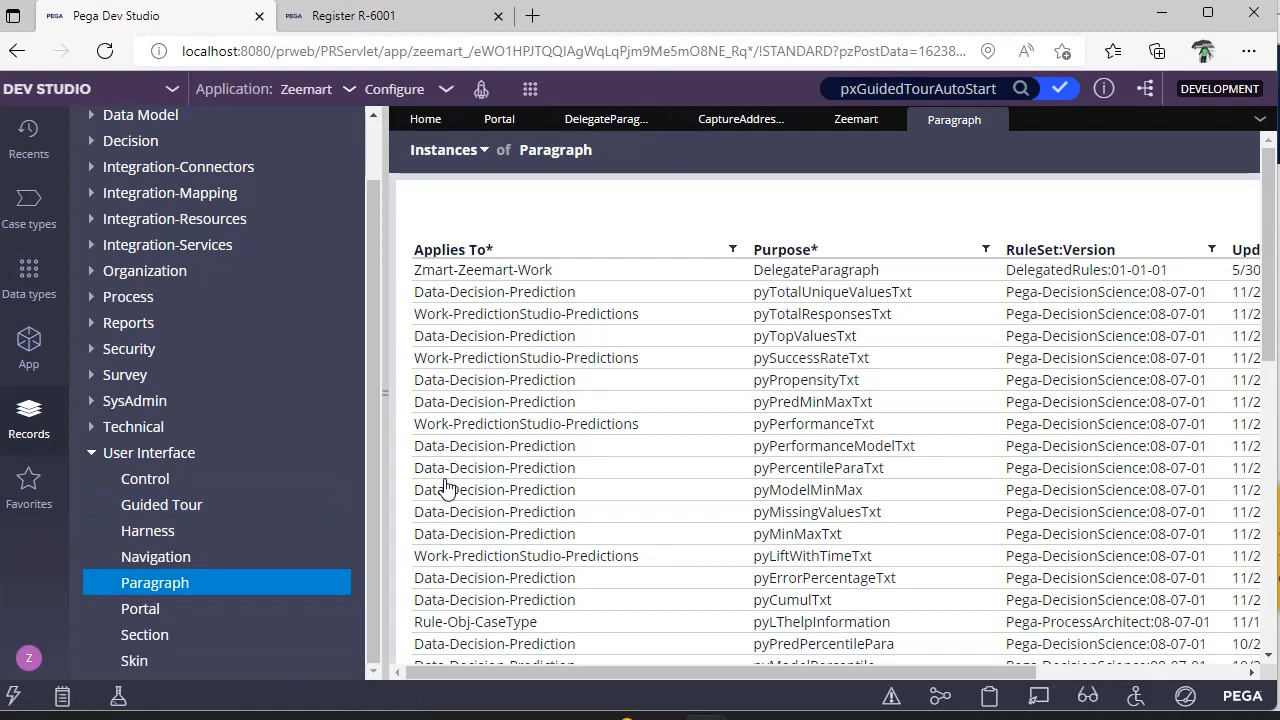 PEGA Pega Dev Studio
PEGA Register R-6001
localhost:8080/prweb/PRServlet/app/zeemart_/eWO1HPJTQQIAgWqLqPjm9Me5mO8NE_Rq*/!STANDARD?pzPostData=16238...
DEV STUDIO
Application: Zeemart
Configure
pxGuidedTourAutoStart
DEVELOPMENT
Recents
Case types
Data types
App
Records
Favorites
Z
Data Model
Decision
Integration-Connectors
Integration-Mapping
Integration-Resources
Integration-Services
Organization
Process
Reports
Security
Survey
SysAdmin
Technical
User Interface
Control
Guided Tour
Harness
Navigation
Paragraph
Portal
Section
Skin
Home Portal DelegateParag... CaptureAddres... Zeemart Paragraph
Instances of Paragraph
Applies To* Purpose* RuleSet:Version Upd
Zmart-Zeemart-Work DelegateParagraph DelegatedRules:01-01-01 5/30
Data-Decision-Prediction pyTotalUniqueValuesTxt Pega-DecisionScience:08-07-01 11/2
Work-PredictionStudio-Predictions pyTotalResponsesTxt Pega-DecisionScience:08-07-01 11/2
Data-Decision-Prediction pyTopValuesTxt Pega-DecisionScience:08-07-01 11/2
Work-PredictionStudio-Predictions pySuccessRateTxt Pega-DecisionScience:08-07-01 11/2
Data-Decision-Prediction pyPropensityTxt Pega-DecisionScience:08-07-01 11/2
Data-Decision-Prediction pyPredMinMaxTxt Pega-DecisionScience:08-07-01 11/2
Work-PredictionStudio-Predictions pyPerformanceTxt Pega-DecisionScience:08-07-01 11/2
Data-Decision-Prediction pyPerformanceModelTxt Pega-DecisionScience:08-07-01 11/2
Data-Decision-Prediction pyPercentileParaTxt Pega-DecisionScience:08-07-01 11/2
Data-Decision-Prediction pyModelMinMax Pega-DecisionScience:08-07-01 11/2
Data-Decision-Prediction pyMissingValuesTxt Pega-DecisionScience:08-07-01 11/2
Data-Decision-Prediction pyMinMaxTxt Pega-DecisionScience:08-07-01 11/2
Work-PredictionStudio-Predictions pyLiftWithTimeTxt Pega-DecisionScience:08-07-01 11/2
Data-Decision-Prediction pyErrorPercentageTxt Pega-DecisionScience:08-07-01 11/2
Data-Decision-Prediction pyCumulTxt Pega-DecisionScience:08-07-01 11/2
Rule-Obj-CaseType pyLThelpInformation Pega-ProcessArchitect:08-07-01 11/1
Data-Decision-Prediction pyPredPercentilePara Pega-DecisionScience:08-07-01 10/2
PEGA